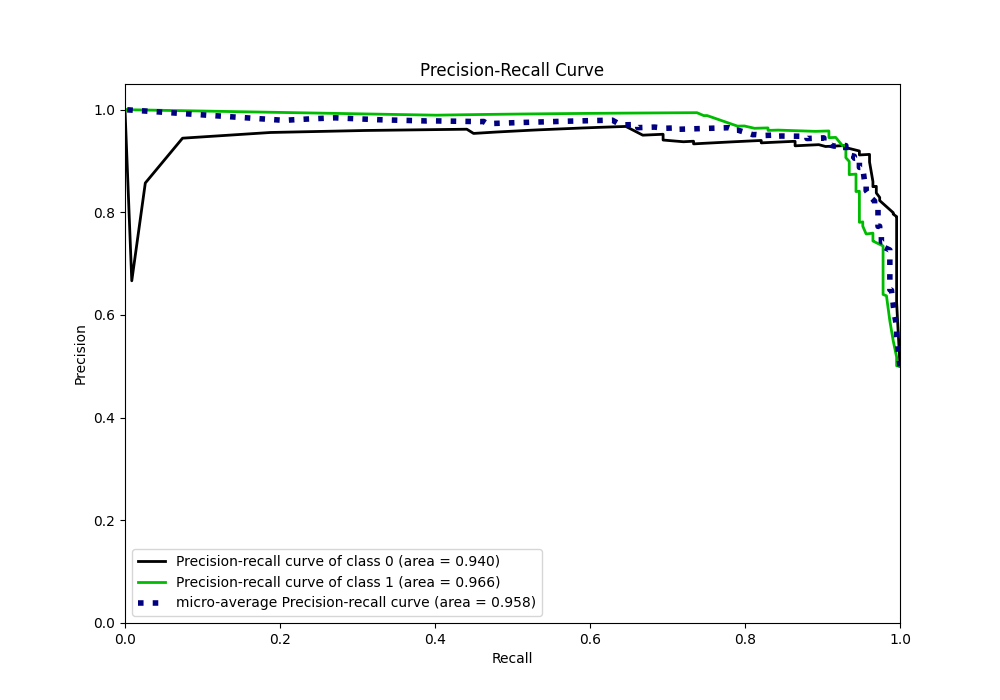 Precision-Recall Curve
1.0
0.8
0.6
0.4
0.2
0.0
Precision
Precision-recall curve of class 0 (area = 0.940)
Precision-recall curve of class 1 (area = 0.966)
micro-average Precision-recall curve (area = 0.958)
0.0 0.2 0.4 0.6 0.8 1.0
Recall